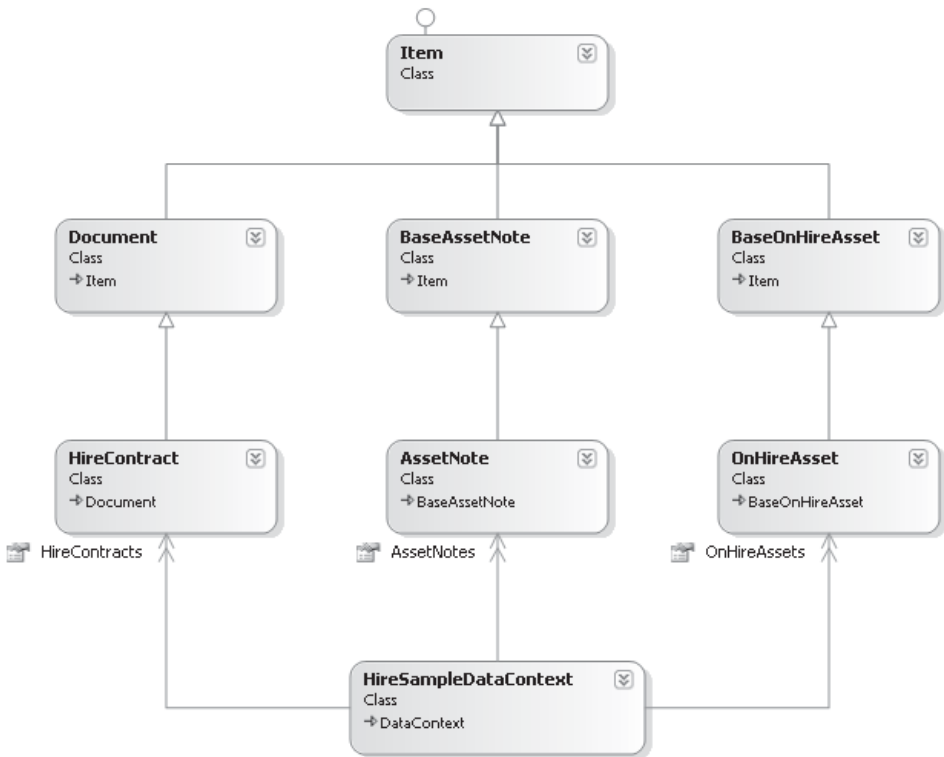 Item
Class
Document
Class
Item
BaseAssetNote
Class
Item
BaseOnHireAsset
Class
Item
HireContract
Class
Document
AssetNote
Class
BaseAssetNote
OnHireAsset
Class
BaseOnHireAsset
HireContracts
AssetNotes
OnHireAssets
HireSampleDataContext
Class
DataContext